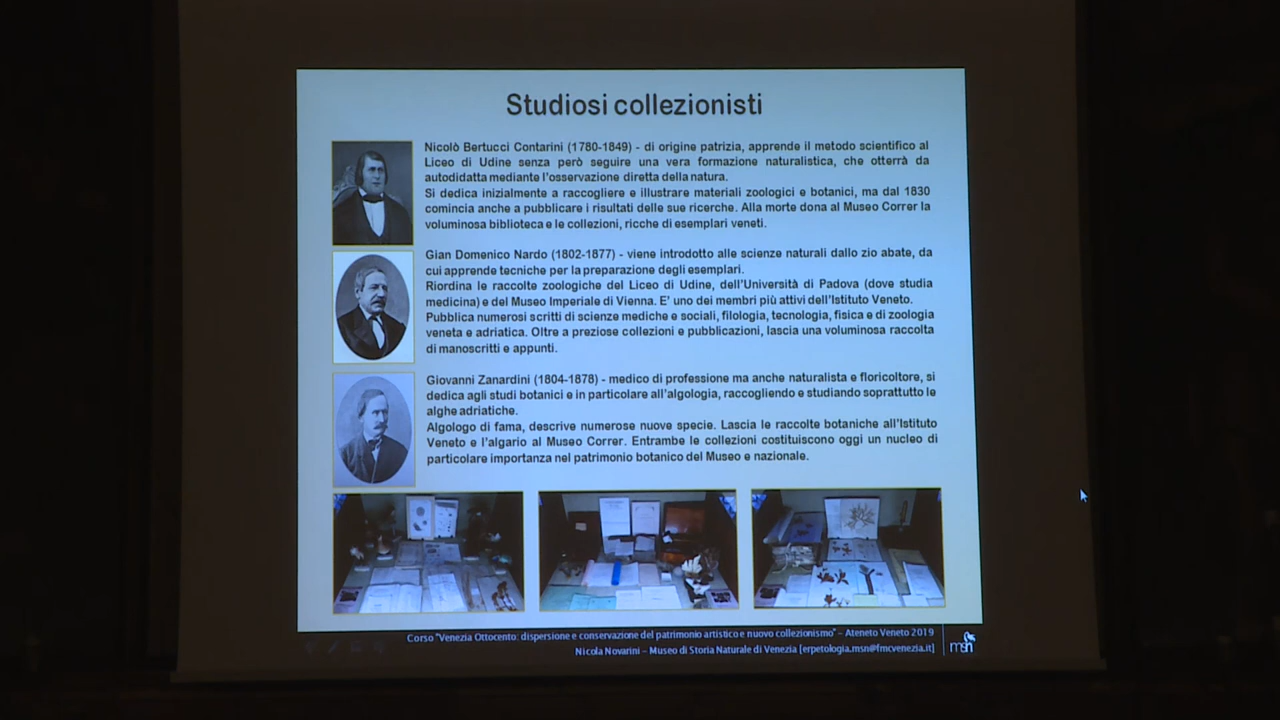 Studiosi collezionisti
Nicolò Bertucci Contarini (1780-1849) - di origine patrizia, apprende il metodo scientifico al
Liceo di Udine senza però seguire una vera formazione naturalistica, che otterrà da
autodidatta mediante l'osservazione diretta della natura.
Si dedica inizialmente a raccogliere e illustrare materiali zoologici e botanici, ma dal 1830
comincia anche a pubblicare i risultati delle sue ricerche. Alla morte dona al Museo Correr la
voluminosa biblioteca e le collezioni, ricche di esemplari veneti.
Gian Domenico Nardo (1802-1877) - viene introdotto alle scienze naturali dallo zio abate, da
cui apprende tecniche per la preparazione degli esemplari.
Riordina le raccolte zoologiche del Liceo di Udine, dell'Università di Padova (dove studia
medicina) e del Museo Imperiale di Vienna. E' uno dei membri più attivi dell'Istituto Veneto.
Pubblica numerosi scritti di scienze mediche e sociali, filologia, tecnologia, fisica e di zoologia
veneta e adriatica. Oltre a preziose collezioni e pubblicazioni, lascia una voluminosa raccolta
di manoscritti e appunti.
Giovanni Zanardini (1804-1878) - medico di professione ma anche naturalista e floricoltore, si
dedica agli studi botanici e in particolare all'algologia, raccogliendo e studiando soprattutto le
alghe adriatiche.
Algologo di fama, descrive numerose nuove specie. Lascia le raccolte botaniche all'Istituto
Veneto e l'algario al Museo Correr. Entrambe le collezioni costituiscono oggi un nucleo di
particolare importanza nel patrimonio botanico del Museo e nazionale.
Corso "Venezia Ottocento: dispersione e conservazione del patrimonio artistico e nuovo collezionismo" – Ateneto Veneto 2019
Nicola Novarini – Museo di Storia Naturale di Venezia [erpetologia.msn@fmcvenezia.it]
msn